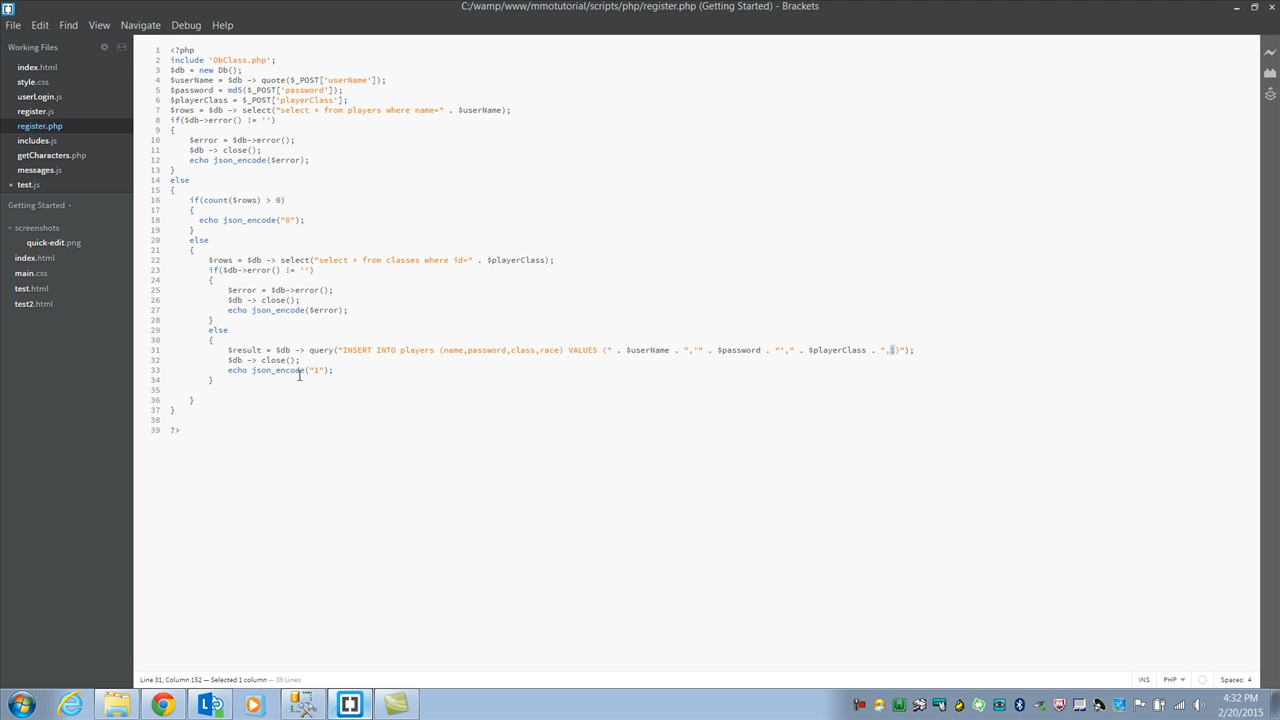 C:/wamp/www/mmotutorial/scripts/php/register.php (Getting Started) - Brackets
File Edit Find View Navigate Debug Help
Working Files
index.html
style.css
userLogin.js
register.js
register.php
includes.js
getCharacters.php
messages.js
test.js
Getting Started
screenshots
quick-edit.png
index.html
main.css
test.html
test2.html
1 <?php
2 include 'DbClass.php';
3 $db = new Db();
4 $userName = $db -> quote($_POST['userName']);
5 $password = md5($_POST['password']);
6 $playerClass = $_POST['playerClass'];
7 $rows = $db -> select("select * from players where name=" . $userName);
8 if($db->error() != '')
9 {
10 $error = $db->error();
11 $db -> close();
12 echo json_encode($error);
13 }
14 else
15 {
16 if(count($rows) > 0)
17 {
18 echo json_encode("0");
19 }
20 else
21 {
22 $rows = $db -> select("select * from classes where id=" . $playerClass);
23 if($db->error() != '')
24 {
25 $error = $db->error();
26 $db -> close();
27 echo json_encode($error);
28 }
29 else
30 {
31 $result = $db -> query("INSERT INTO players (name,password,class,race) VALUES (" . $userName . ",'" . $password . "'," . $playerClass . ",1)");
32 $db -> close();
33 echo json_encode("1");
34 }
35
36 }
37 }
38
39 ?>
Line 31, Column 152 — Selected 1 column — 39 Lines
INS PHP Spaces: 4
4:32 PM
2/20/2015